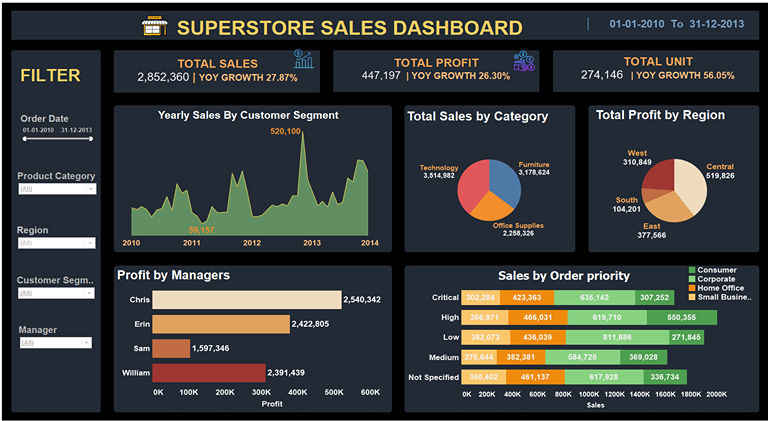 SUPERSTORE SALES DASHBOARD
01-01-2010 To 31-12-2013
FILTER
Order Date
01-01-2010 31-12-2013
Product Category
(All)
Region
(All)
Customer Segm..
(All)
Manager
(All)
TOTAL SALES
2,852,360 | YOY GROWTH 27.87%
TOTAL PROFIT
447,197 | YOY GROWTH 26.30%
TOTAL UNIT
274,146 | YOY GROWTH 56.05%
Yearly Sales By Customer Segment
520,100
59,157
2010 2011 2012 2013 2014
Total Sales by Category
Technology
3,514,982
Furniture
3,178,624
Office Supplies
2,258,326
Total Profit by Region
West
310,849
Central
519,826
South
104,201
East
377,566
Profit by Managers
Chris 2,540,342
Erin 2,422,805
Sam 1,597,346
William 2,391,439
0K 100K 200K 300K 400K 500K 600K
Profit
Sales by Order priority
Consumer
Corporate
Home Office
Small Busine..
Critical 302,284 423,363 635,142 307,252
High 366,971 466,031 619,710 550,355
Low 382,073 436,039 811,886 271,845
Medium 276,644 382,381 584,725 369,028
Not Specified 350,402 461,137 617,928 336,734
0K 200K 400K 600K 800K 1000K 1200K 1400K 1600K 1800K 2000K
Sales